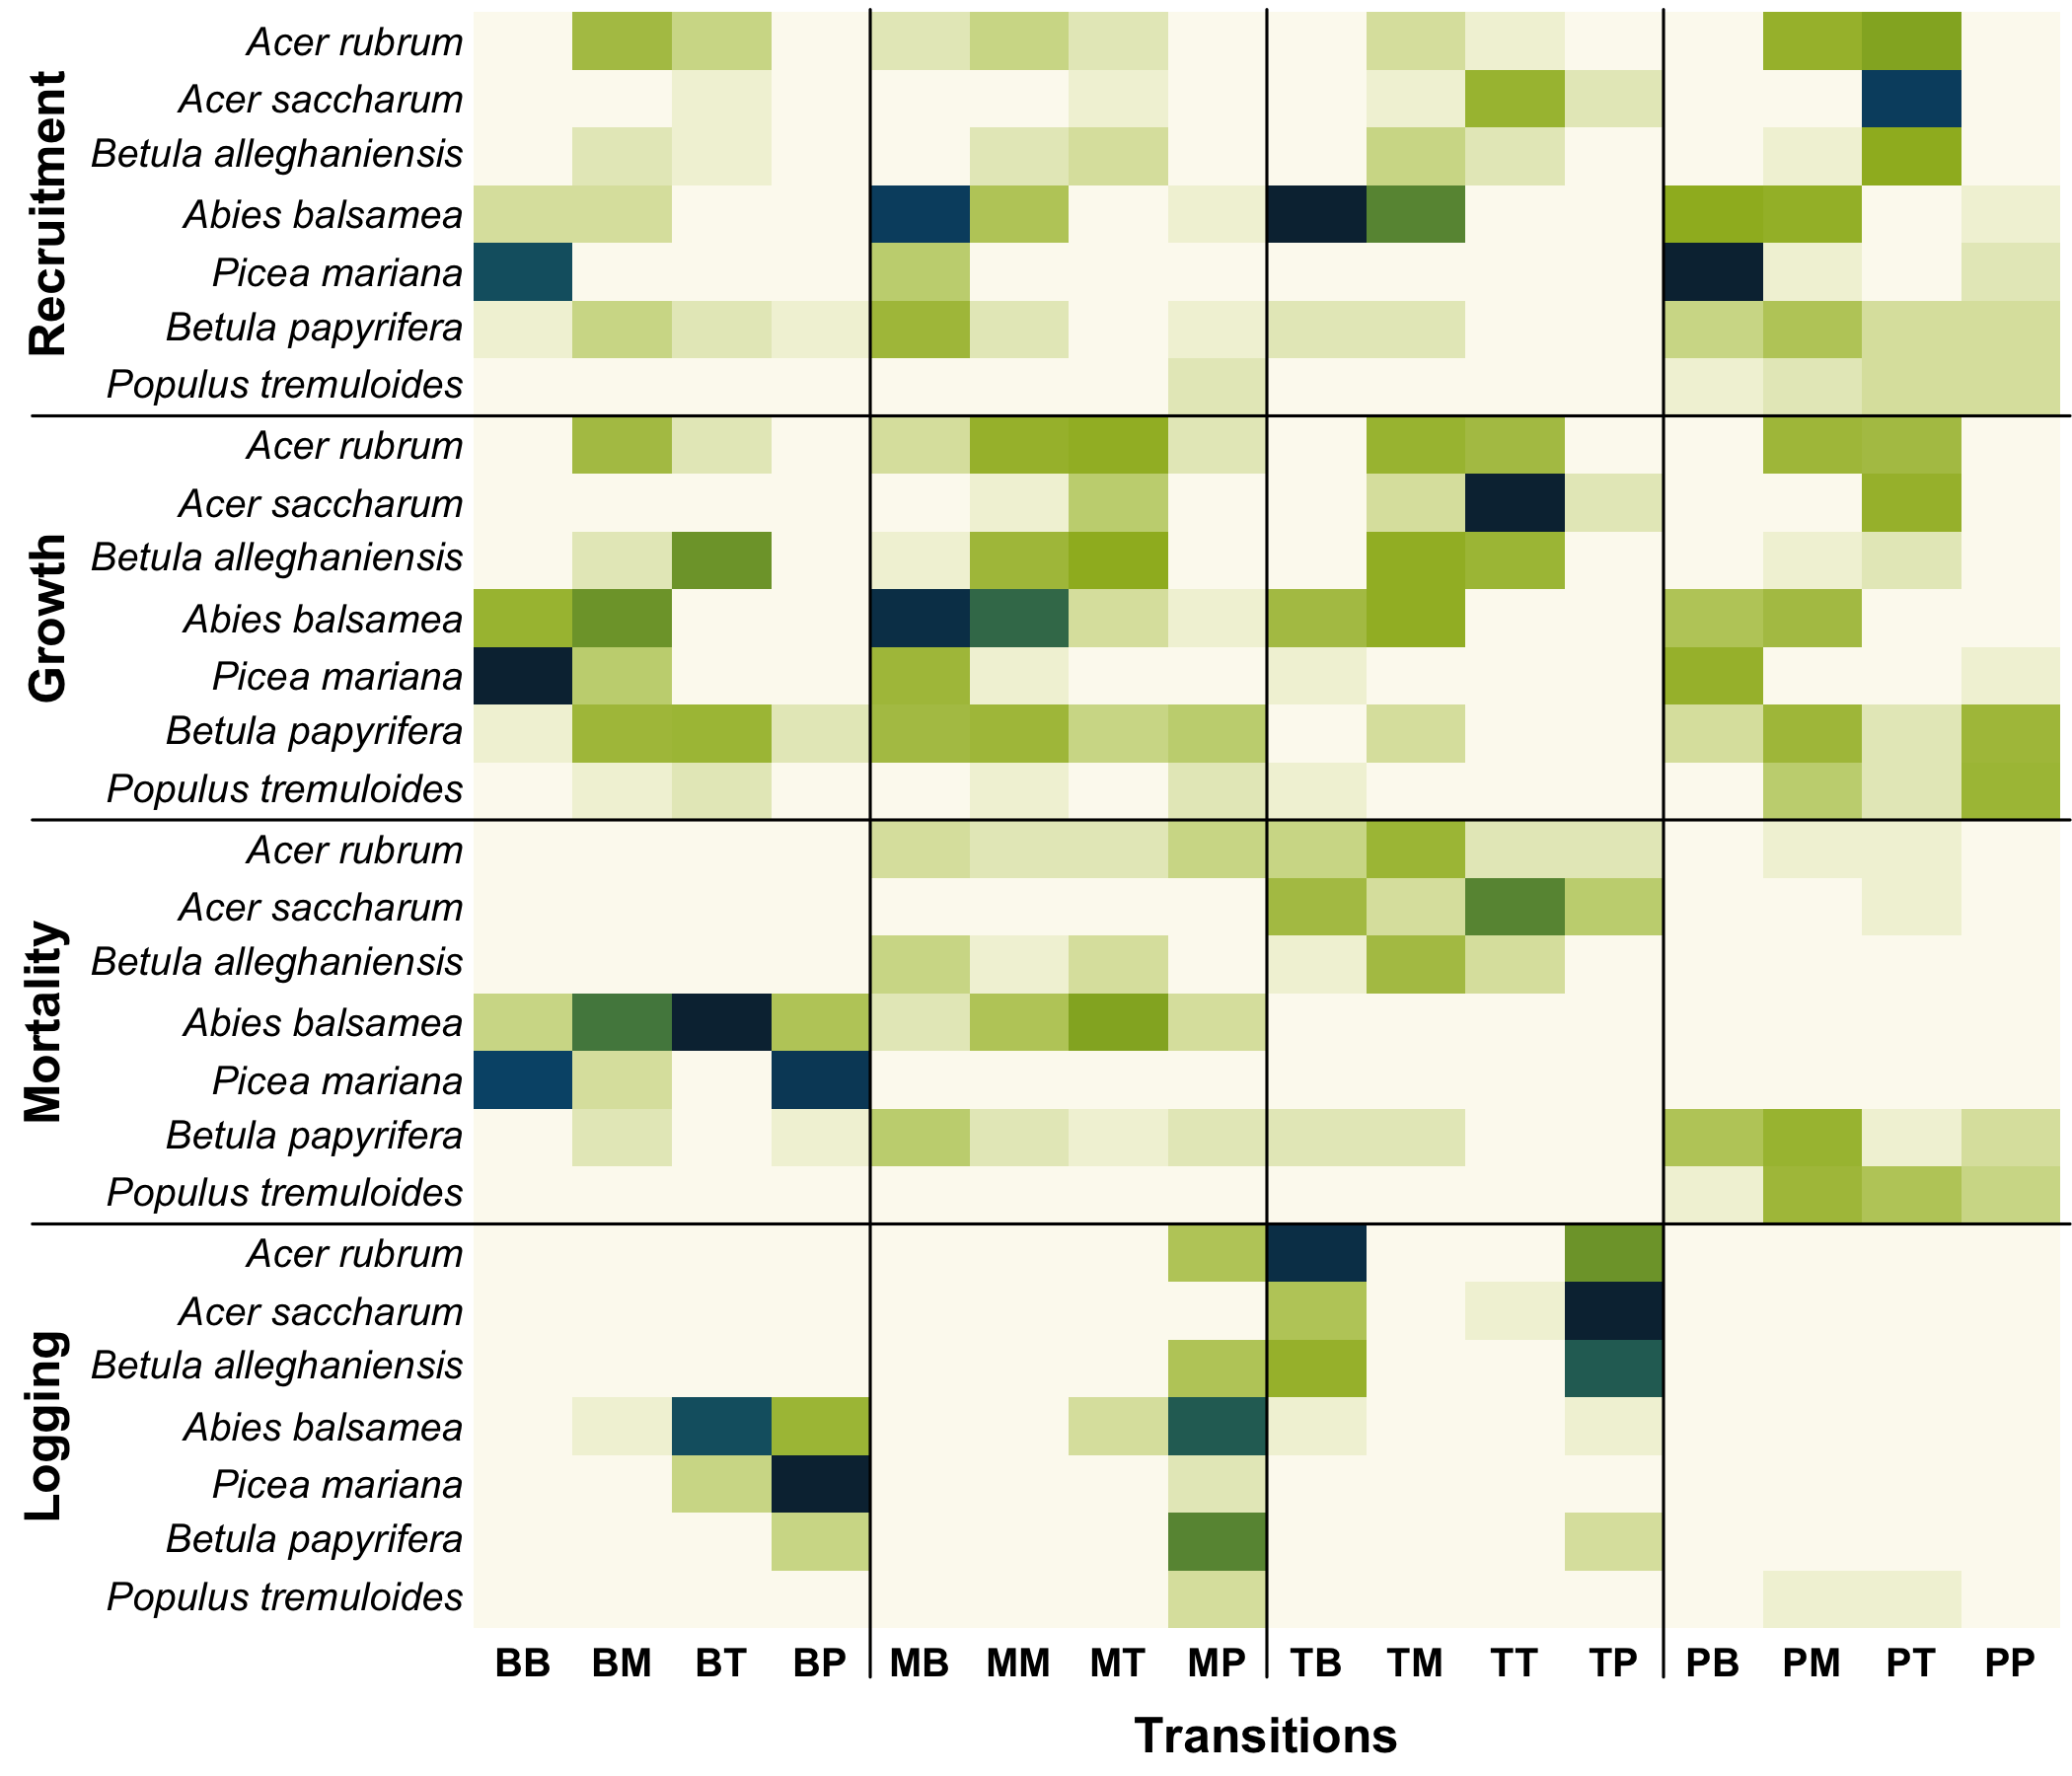 Recruitment
Acer rubrum
Acer saccharum
Betula alleghaniensis
Abies balsamea
Picea mariana
Betula papyrifera
Populus tremuloides
Growth
Acer rubrum
Acer saccharum
Betula alleghaniensis
Abies balsamea
Picea mariana
Betula papyrifera
Populus tremuloides
Mortality
Acer rubrum
Acer saccharum
Betula alleghaniensis
Abies balsamea
Picea mariana
Betula papyrifera
Populus tremuloides
Logging
Acer rubrum
Acer saccharum
Betula alleghaniensis
Abies balsamea
Picea mariana
Betula papyrifera
Populus tremuloides
BB BM BT BP MB MM MT MP TB TM TT TP PB PM PT PP
Transitions